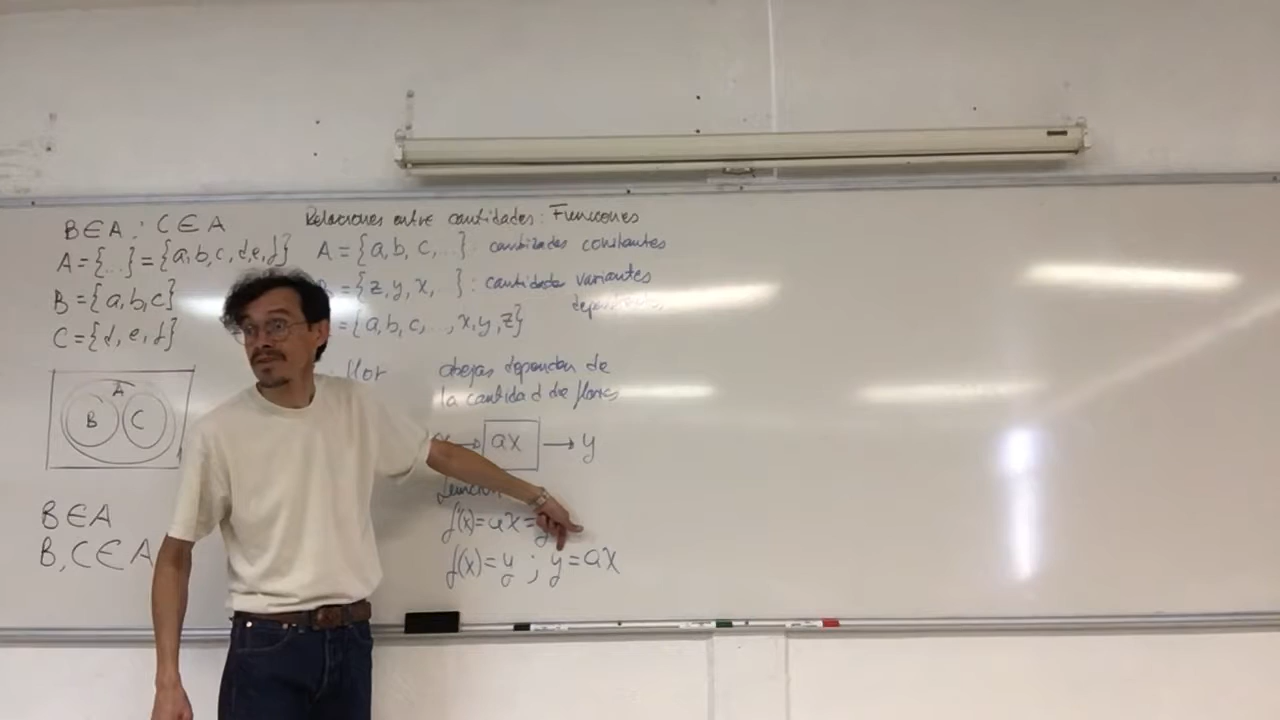 B ∈ A ; C ∈ A
A = {...} = {a, b, c, d, e, f}
B = {a, b, c}
C = {d, e, f}
A
B C
B ∈ A
B, C ∈ A
Relaciones entre cantidades: Funciones
A = {a, b, c, ...} : cantidades constantes
= {z, y, x, ...} : cantidades variantes
= {a, b, c, ..., x, y, z}
flor
abejas dependen de
la cantidad de flores
ax → y
f(x) = ax =
f(x) = y ; y = ax